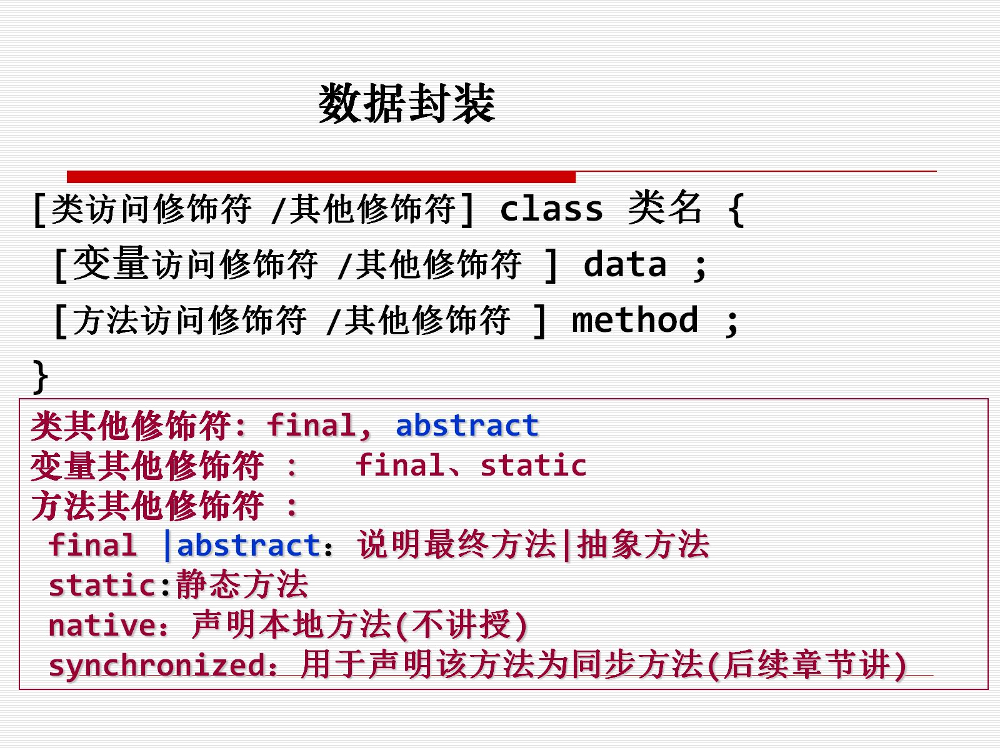 数据封装
[类访问修饰符 /其他修饰符] class 类名 {
[变量访问修饰符 /其他修饰符 ] data ;
[方法访问修饰符 /其他修饰符 ] method ;
}
类其他修饰符: final, abstract
变量其他修饰符 : final、static
方法其他修饰符 :
final |abstract: 说明最终方法|抽象方法
static:静态方法
native: 声明本地方法(不讲授)
synchronized: 用于声明该方法为同步方法(后续章节讲)